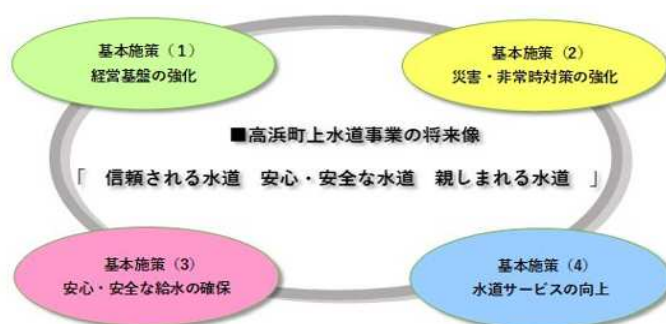 基本施策（１）
経営基盤の強化
基本施策（2）
災害・非常時対策の強化
■高浜町上水道事業の将来像
「　信頼される水道　安心・安全な水道　親しまれる水道　」
基本施策（3）
安心・安全な給水の確保
基本施策（4）
水道サービスの向上